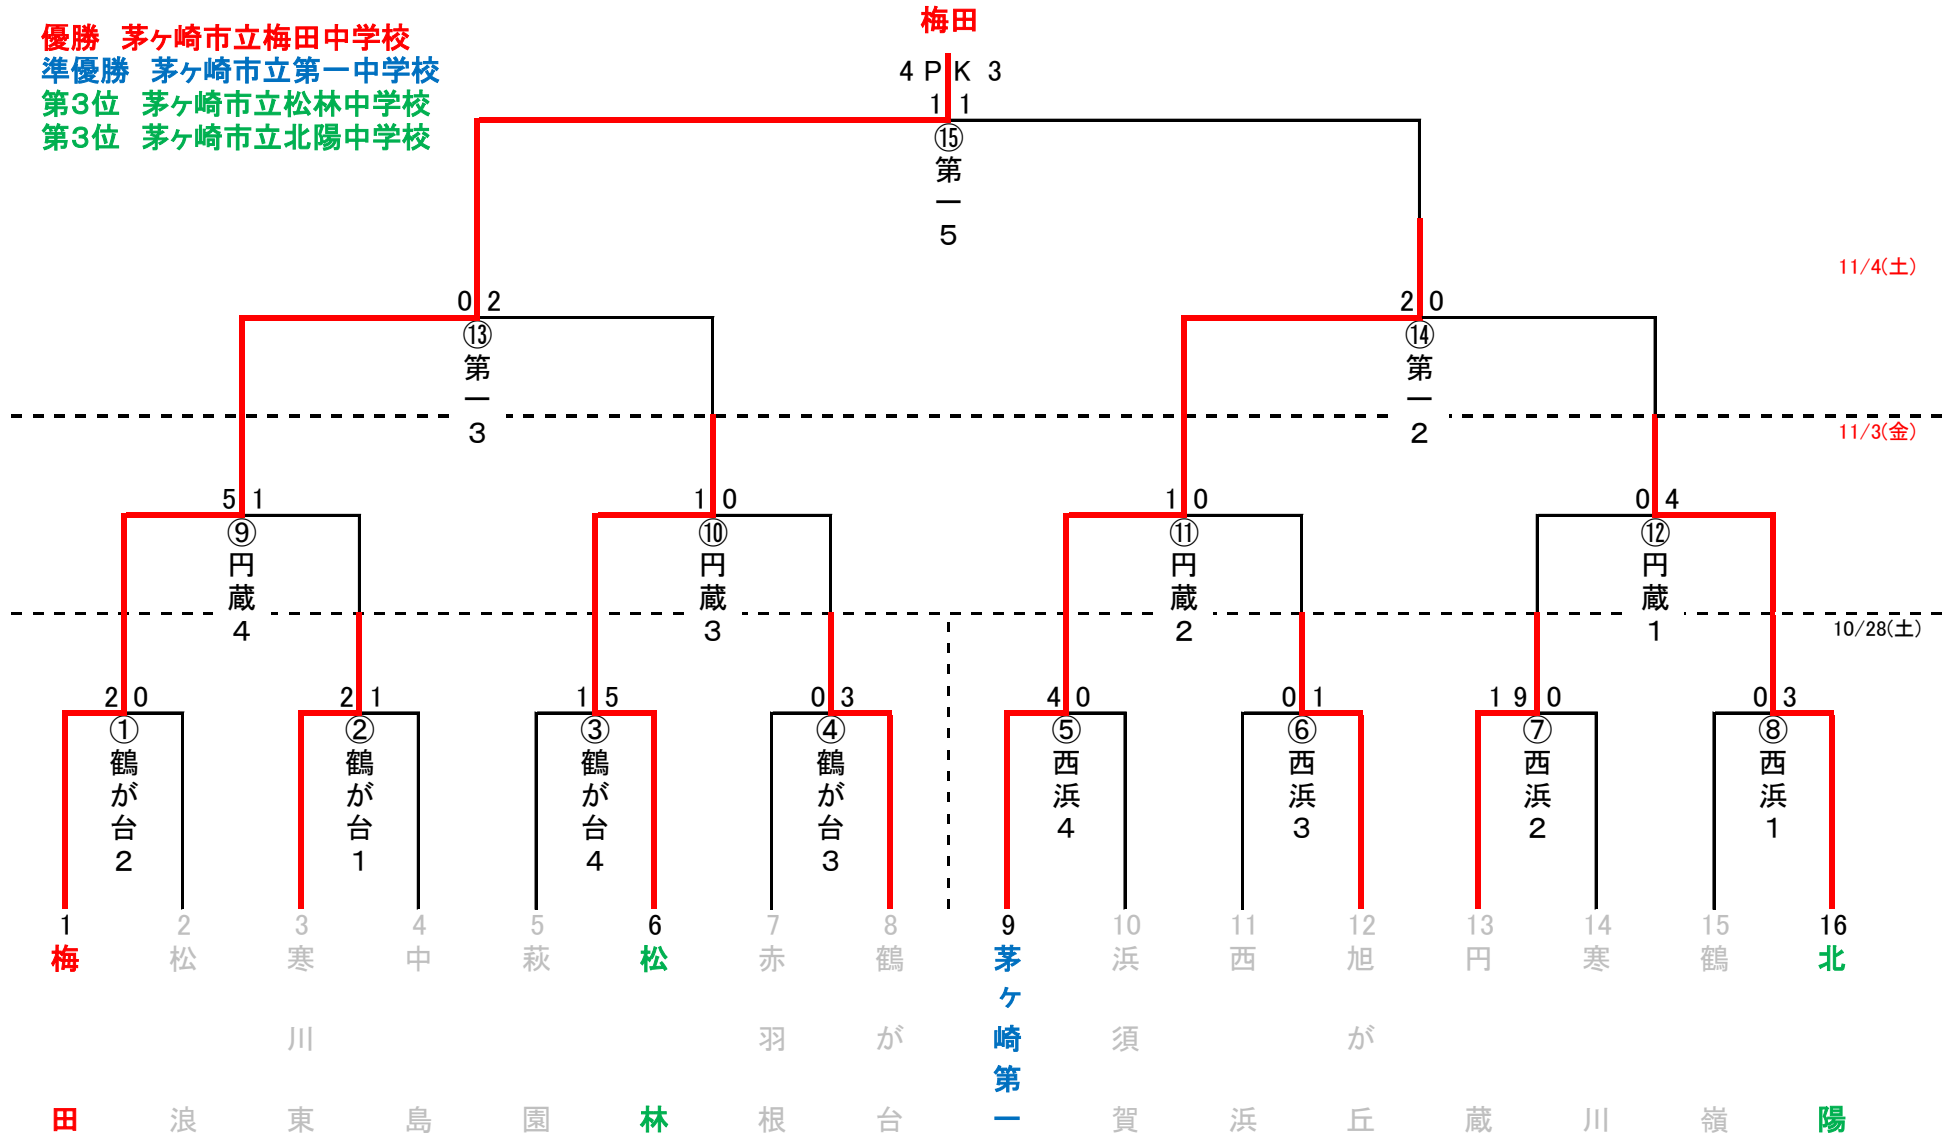 梅田
優勝　茅ヶ崎市立梅田中学校
準優勝　茅ヶ崎市立第一中学校
第3位　茅ヶ崎市立松林中学校
第3位　茅ヶ崎市立北陽中学校
4 P K 3
1 1
⑮
第一5
11/4(土)
0 2
⑬
第一3
2 0
⑭
第一2
11/3(金)
5 1
⑨
円蔵4
1 0
⑩
円蔵3
1 0
⑪
円蔵2
0 4
⑫
円蔵1
10/28(土)
2 0
①
鶴が台2
2 1
②
鶴が台1
1 5
③
鶴が台4
0 3
④
鶴が台3
4 0
⑤
西浜4
0 1
⑥
西浜3
1 9 0
⑦
西浜2
0 3
⑧
西浜1
1
梅田
2
松浪
3
寒川東
4
中島
5
萩園
6
松林
7
赤羽根
8
鶴が台
9
茅ヶ崎第一
10
浜須賀
11
西浜
12
旭が丘
13
円蔵
14
寒川
15
鶴嶺
16
北陽